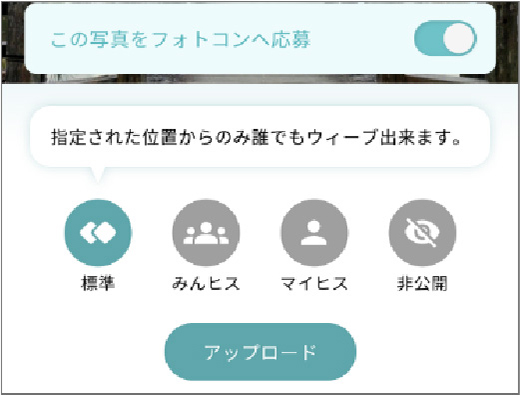 この写真をフォトコンへ応募
指定された位置からのみ誰でもウィーブ出来ます。
標準
みんヒス
マイヒス
非公開
アップロード